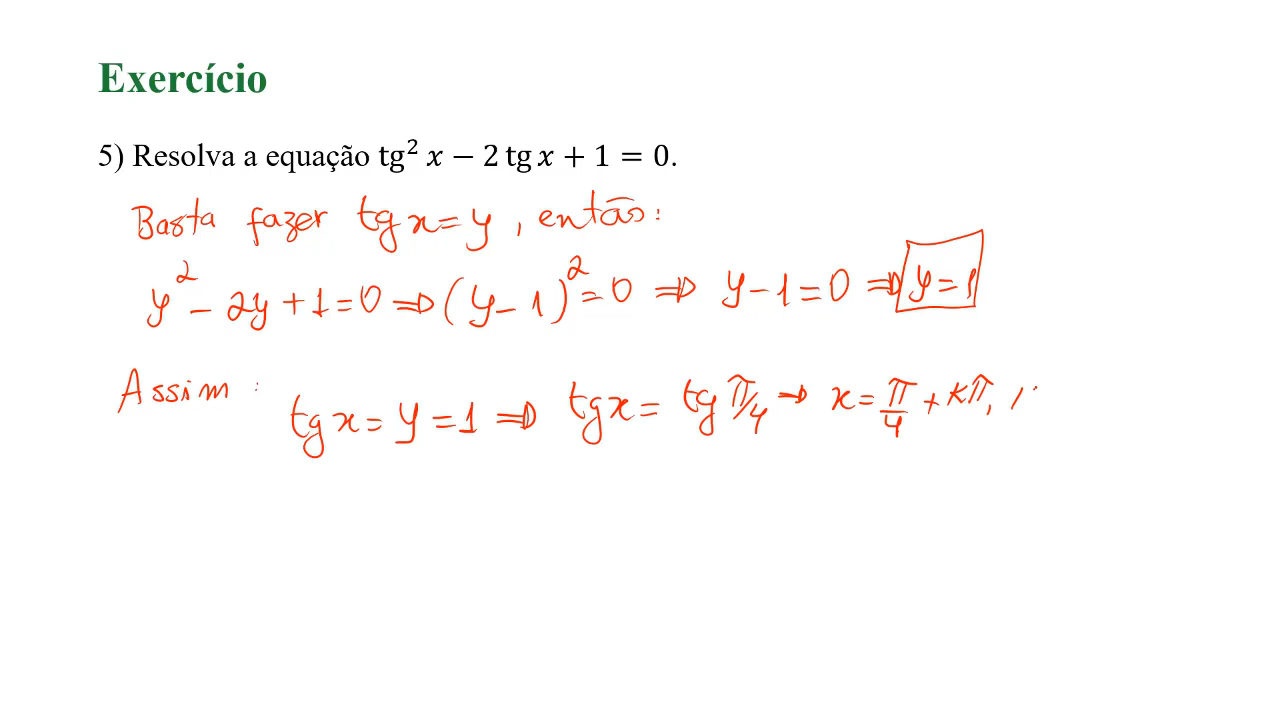 Exercício
5) Resolva a equação tg² x − 2 tg x + 1 = 0.
Basta fazer tg x = y , então :
y² − 2y + 1 = 0 ⇒ (y − 1)² = 0 ⇒ y − 1 = 0 ⇒ y = 1
Assim : tg x = y = 1 ⇒ tg x = tg π/4 → x = π/4 + kπ,